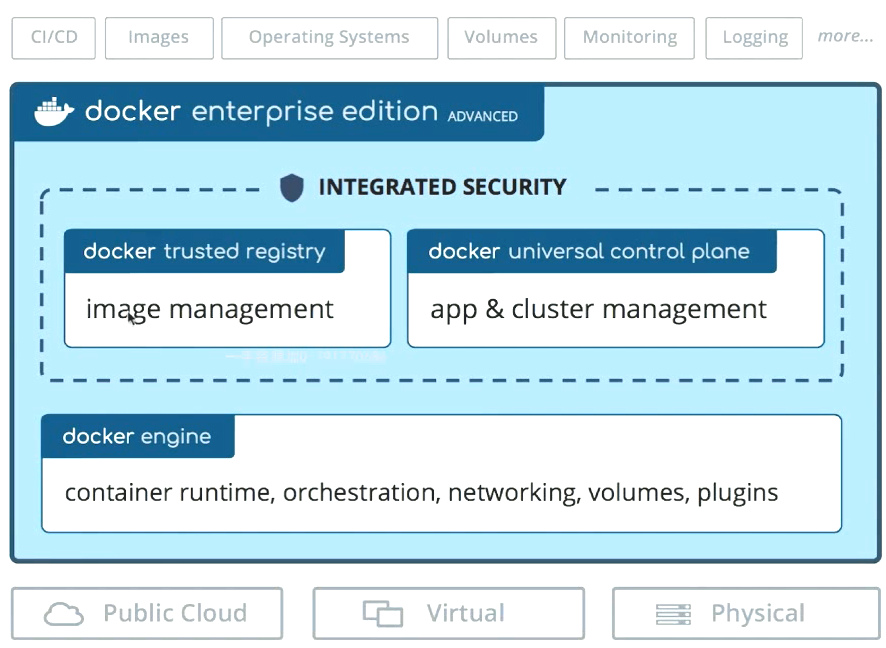 CI/CD Images Operating Systems Volumes Monitoring Logging more...
docker enterprise edition ADVANCED
INTEGRATED SECURITY
docker trusted registry
image management
docker universal control plane
app & cluster management
docker engine
container runtime, orchestration, networking, volumes, plugins
Public Cloud Virtual Physical